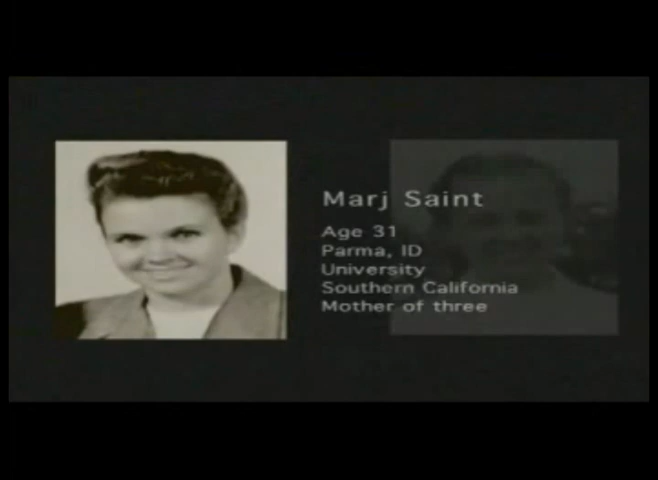 Marj Saint
Age 31
Parma, ID
University
Southern California
Mother of three